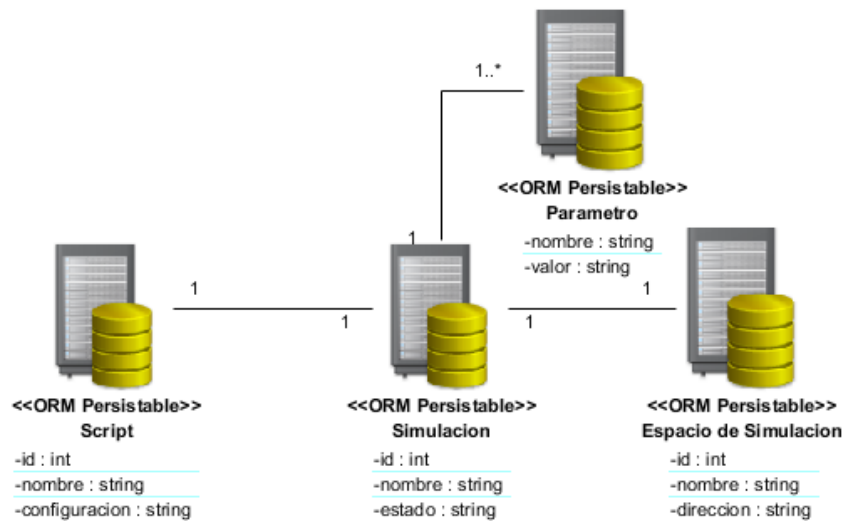 1..*
<<ORM Persistable>>
Parametro
-nombre : string
-valor : string
1
1
1
1
1
<<ORM Persistable>>
Script
-id : int
-nombre : string
-configuracion : string
<<ORM Persistable>>
Simulacion
-id : int
-nombre : string
-estado : string
<<ORM Persistable>>
Espacio de Simulacion
-id : int
-nombre : string
-direccion : string